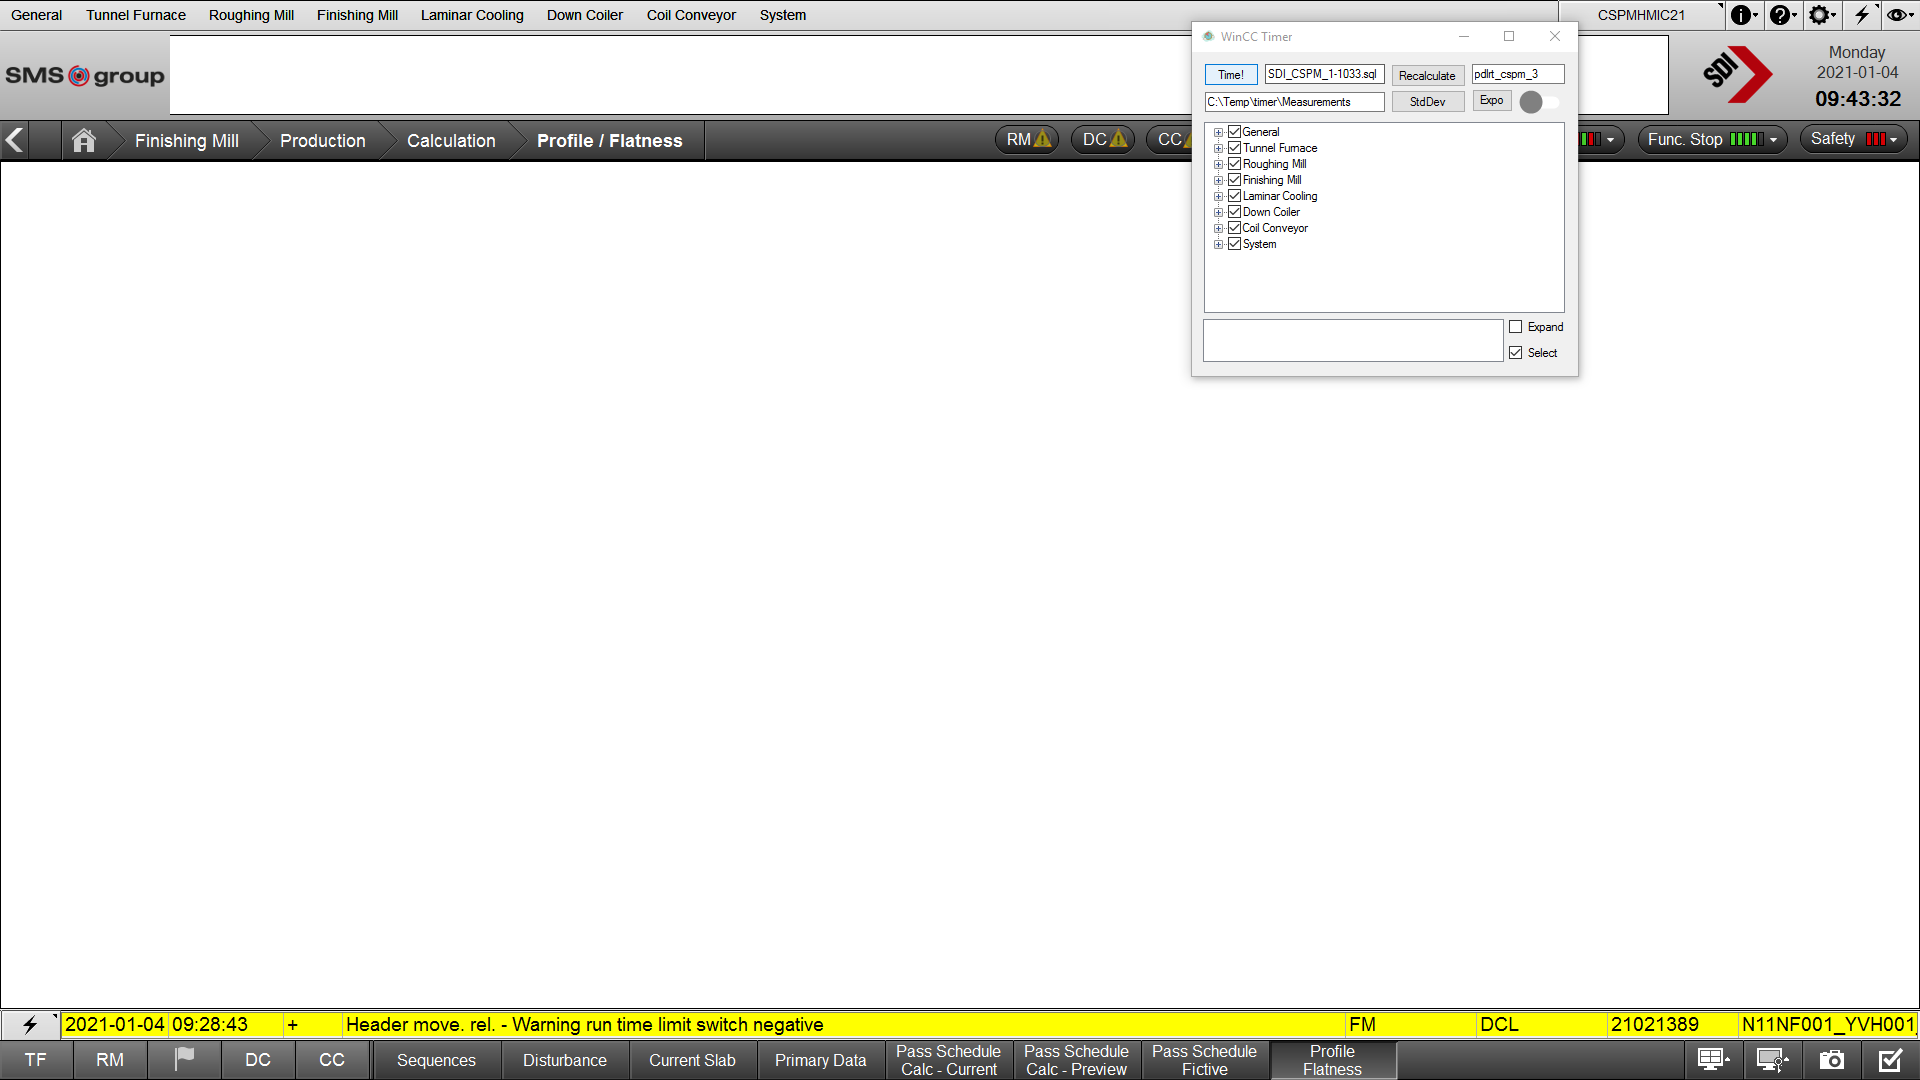 General Tunnel Furnace Roughing Mill Finishing Mill Laminar Cooling Down Coiler Coil Conveyor System CSPMHMIC21
SMS group
SDI
Monday
2021-01-04
09:43:32
WinCC Timer
Time! SDI_CSPM_1-1033.sql Recalculate pdlrt_cspm_3
C:\Temp\timer\Measurements StdDev Expo
General
Tunnel Furnace
Roughing Mill
Finishing Mill
Laminar Cooling
Down Coiler
Coil Conveyor
System
Expand
Select
Finishing Mill Production Calculation Profile / Flatness RM DC CC Func. Stop Safety
2021-01-04 09:28:43 + Header move. rel. - Warning run time limit switch negative FM DCL 21021389 N11NF001_YVH001
TF RM DC CC Sequences Disturbance Current Slab Primary Data
Pass Schedule
Calc - Current
Pass Schedule
Calc - Preview
Pass Schedule
Fictive
Profile
Flatness